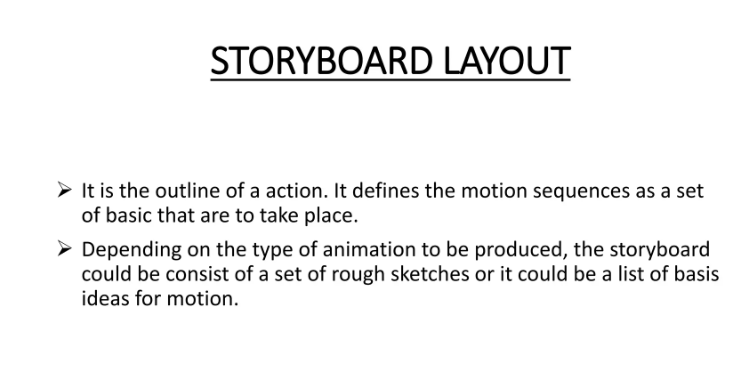 STORYBOARD LAYOUT
➢ It is the outline of a action. It defines the motion sequences as a set
of basic that are to take place.
➢ Depending on the type of animation to be produced, the storyboard
could be consist of a set of rough sketches or it could be a list of basis
ideas for motion.